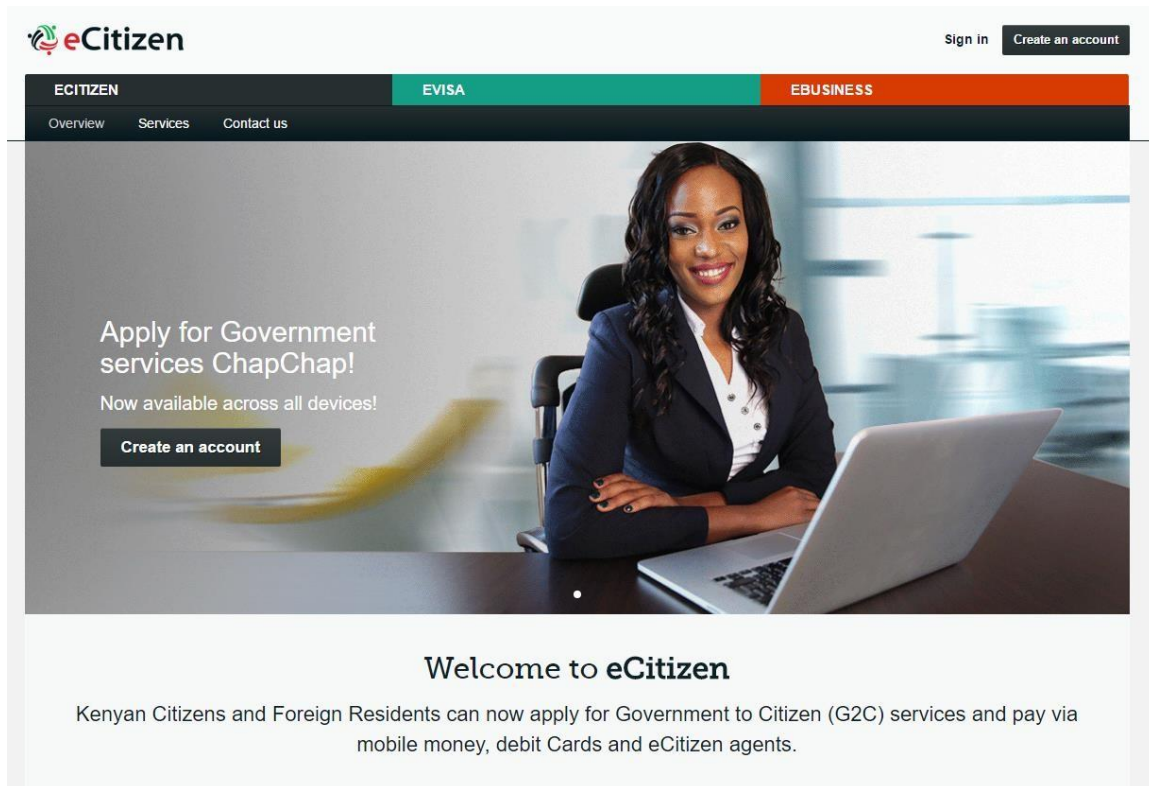 eCitizen
Sign in
Create an account
ECITIZEN
EVISA
EBUSINESS
Overview
Services
Contact us
Apply for Government
services ChapChap!
Now available across all devices!
Create an account
Welcome to eCitizen
Kenyan Citizens and Foreign Residents can now apply for Government to Citizen (G2C) services and pay via
mobile money, debit Cards and eCitizen agents.